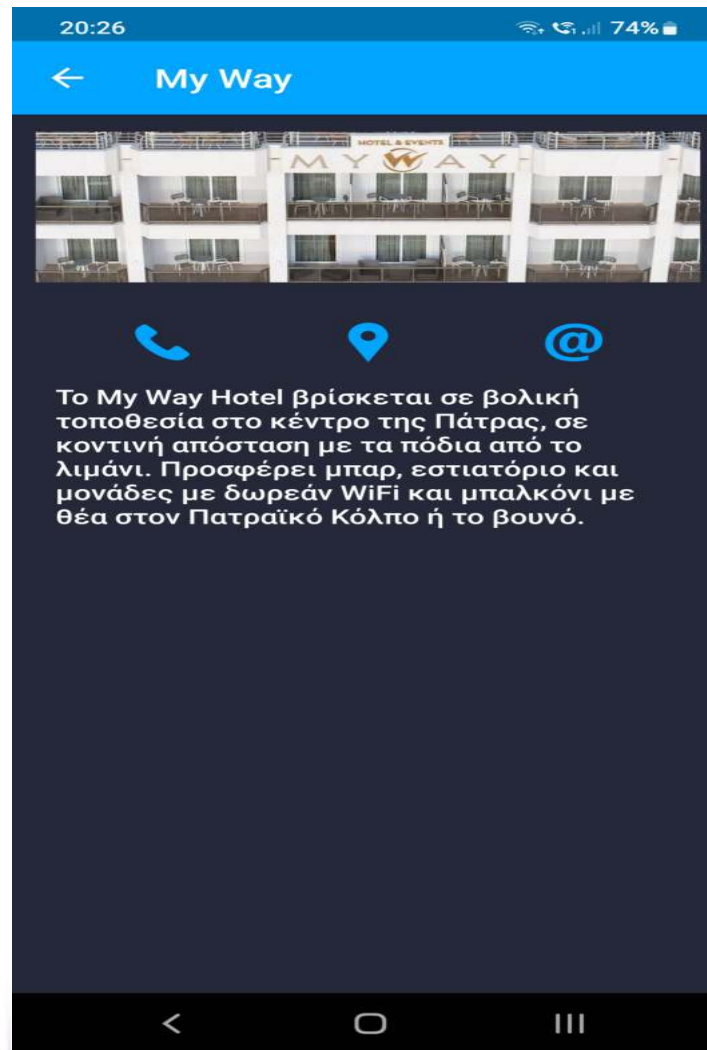 20:26
74%
My Way
HOTEL & EVENTS
MY WAY
@
Το My Way Hotel βρίσκεται σε βολική
τοποθεσία στο κέντρο της Πάτρας, σε
κοντινή απόσταση με τα πόδια από το
λιμάνι. Προσφέρει μπαρ, εστιατόριο και
μονάδες με δωρεάν WiFi και μπαλκόνι με
θέα στον Πατραϊκό Κόλπο ή το βουνό.